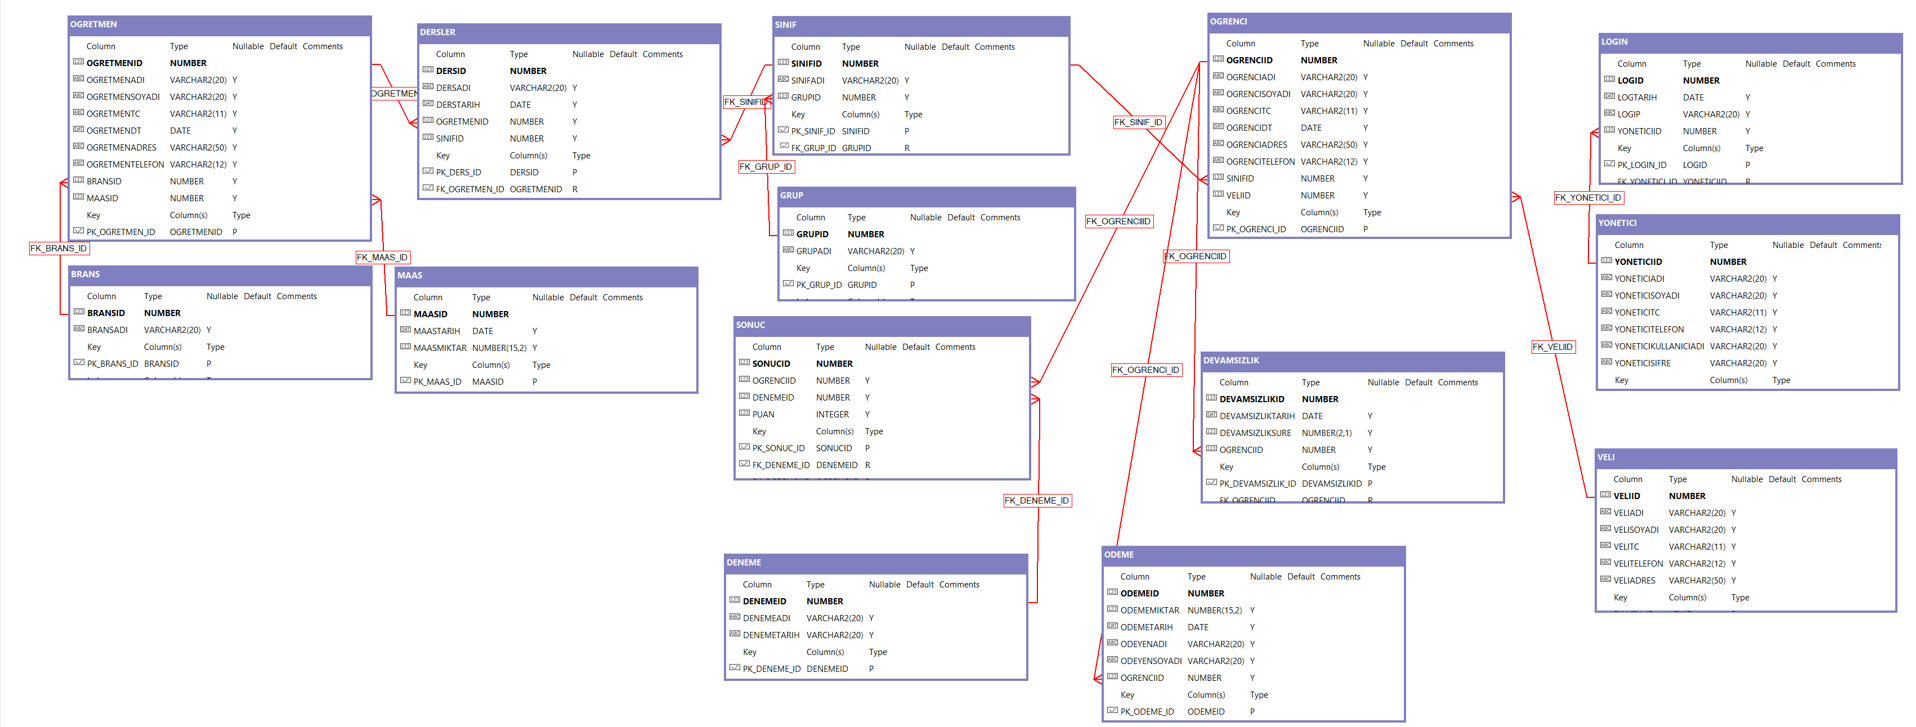 OGRETMEN
Column Type Nullable Default Comments
OGRETMENID NUMBER
OGRETMENADI VARCHAR2(20) Y
OGRETMENSOYADI VARCHAR2(20) Y
OGRETMENTC VARCHAR2(11) Y
OGRETMENDT DATE Y
OGRETMENADRES VARCHAR2(50) Y
OGRETMENTELEFON VARCHAR2(12) Y
BRANSID NUMBER Y
MAASID NUMBER Y
Key Column(s) Type
PK_OGRETMEN_ID OGRETMENID P
OGRETMEN
DERSLER
Column Type Nullable Default Comments
DERSID NUMBER
DERSADI VARCHAR2(20) Y
DERSTARIH DATE Y
OGRETMENID NUMBER Y
SINIFID NUMBER Y
Key Column(s) Type
PK_DERS_ID DERSID P
FK_OGRETMEN_ID OGRETMENID R
FK_SINIFID
SINIF
Column Type Nullable Default Comments
SINIFID NUMBER
SINIFADI VARCHAR2(20) Y
GRUPID NUMBER Y
Key Column(s) Type
PK_SINIF_ID SINIFID P
FK_GRUP_ID GRUPID R
FK_GRUP_ID
FK_SINIF_ID
OGRENCI
Column Type Nullable Default Comments
OGRENCIID NUMBER
OGRENCIADI VARCHAR2(20) Y
OGRENCISOYADI VARCHAR2(20) Y
OGRENCITC VARCHAR2(11) Y
OGRENCIDT DATE Y
OGRENCIADRES VARCHAR2(50) Y
OGRENCITELEFON VARCHAR2(12) Y
SINIFID NUMBER Y
VELIID NUMBER Y
Key Column(s) Type
PK_OGRENCI_ID OGRENCIID P
LOGIN
Column Type Nullable Default Comments
LOGID NUMBER
LOGTARIH DATE Y
LOGIP VARCHAR2(20) Y
YONETICIID NUMBER Y
Key Column(s) Type
PK_LOGIN_ID LOGID P
FK_YONETICI_ID YONETICIID R
FK_YONETICI_ID
YONETICI
Column Type Nullable Default Comments
YONETICIID NUMBER
YONETICIADI VARCHAR2(20) Y
YONETICISOYADI VARCHAR2(20) Y
YONETICITC VARCHAR2(11) Y
YONETICITELEFON VARCHAR2(12) Y
YONETICIKULLANICIADI VARCHAR2(20) Y
YONETICISIFRE VARCHAR2(20) Y
Key Column(s) Type
GRUP
Column Type Nullable Default Comments
GRUPID NUMBER
GRUPADI VARCHAR2(20) Y
Key Column(s) Type
PK_GRUP_ID GRUPID P
FK_BRANS_ID
FK_MAAS_ID
BRANS
Column Type Nullable Default Comments
BRANSID NUMBER
BRANSADI VARCHAR2(20) Y
Key Column(s) Type
PK_BRANS_ID BRANSID P
MAAS
Column Type Nullable Default Comments
MAASID NUMBER
MAASTARIH DATE Y
MAASMIKTAR NUMBER(15,2) Y
Key Column(s) Type
PK_MAAS_ID MAASID P
FK_OGRENCIIID
FK_OGRENCIID
FK_OGRENCI_ID
FK_VELIID
SONUC
Column Type Nullable Default Comments
SONUCID NUMBER
OGRENCIID NUMBER Y
DENEMEID NUMBER Y
PUAN INTEGER Y
Key Column(s) Type
PK_SONUC_ID SONUCID P
FK_DENEME_ID DENEMEID R
FK_DENEME_ID
DEVAMSIZLIK
Column Type Nullable Default Comments
DEVAMSIZLIKID NUMBER
DEVAMSIZLIKTARIH DATE Y
DEVAMSIZLIKSURE NUMBER(2,1) Y
OGRENCIID NUMBER Y
Key Column(s) Type
PK_DEVAMSIZLIK_ID DEVAMSIZLIKID P
FK_OGRENCIID OGRENCIID R
VELI
Column Type Nullable Default Comments
VELIID NUMBER
VELIADI VARCHAR2(20) Y
VELISOYADI VARCHAR2(20) Y
VELITC VARCHAR2(11) Y
VELITELEFON VARCHAR2(12) Y
VELIADRES VARCHAR2(50) Y
Key Column(s) Type
DENEME
Column Type Nullable Default Comments
DENEMEID NUMBER
DENEMEADI VARCHAR2(20) Y
DENEMETARIH VARCHAR2(20) Y
Key Column(s) Type
PK_DENEME_ID DENEMEID P
ODEME
Column Type Nullable Default Comments
ODEMEID NUMBER
ODEMEMIKTAR NUMBER(15,2) Y
ODEMETARIH DATE Y
ODEYENADI VARCHAR2(20) Y
ODEYENSOYADI VARCHAR2(20) Y
OGRENCIID NUMBER Y
Key Column(s) Type
PK_ODEME_ID ODEMEID P